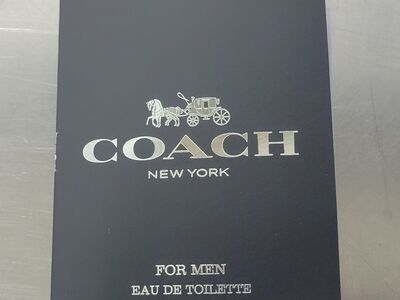 COACH
NEW YORK
FOR MEN
EAU DE TOILETTE